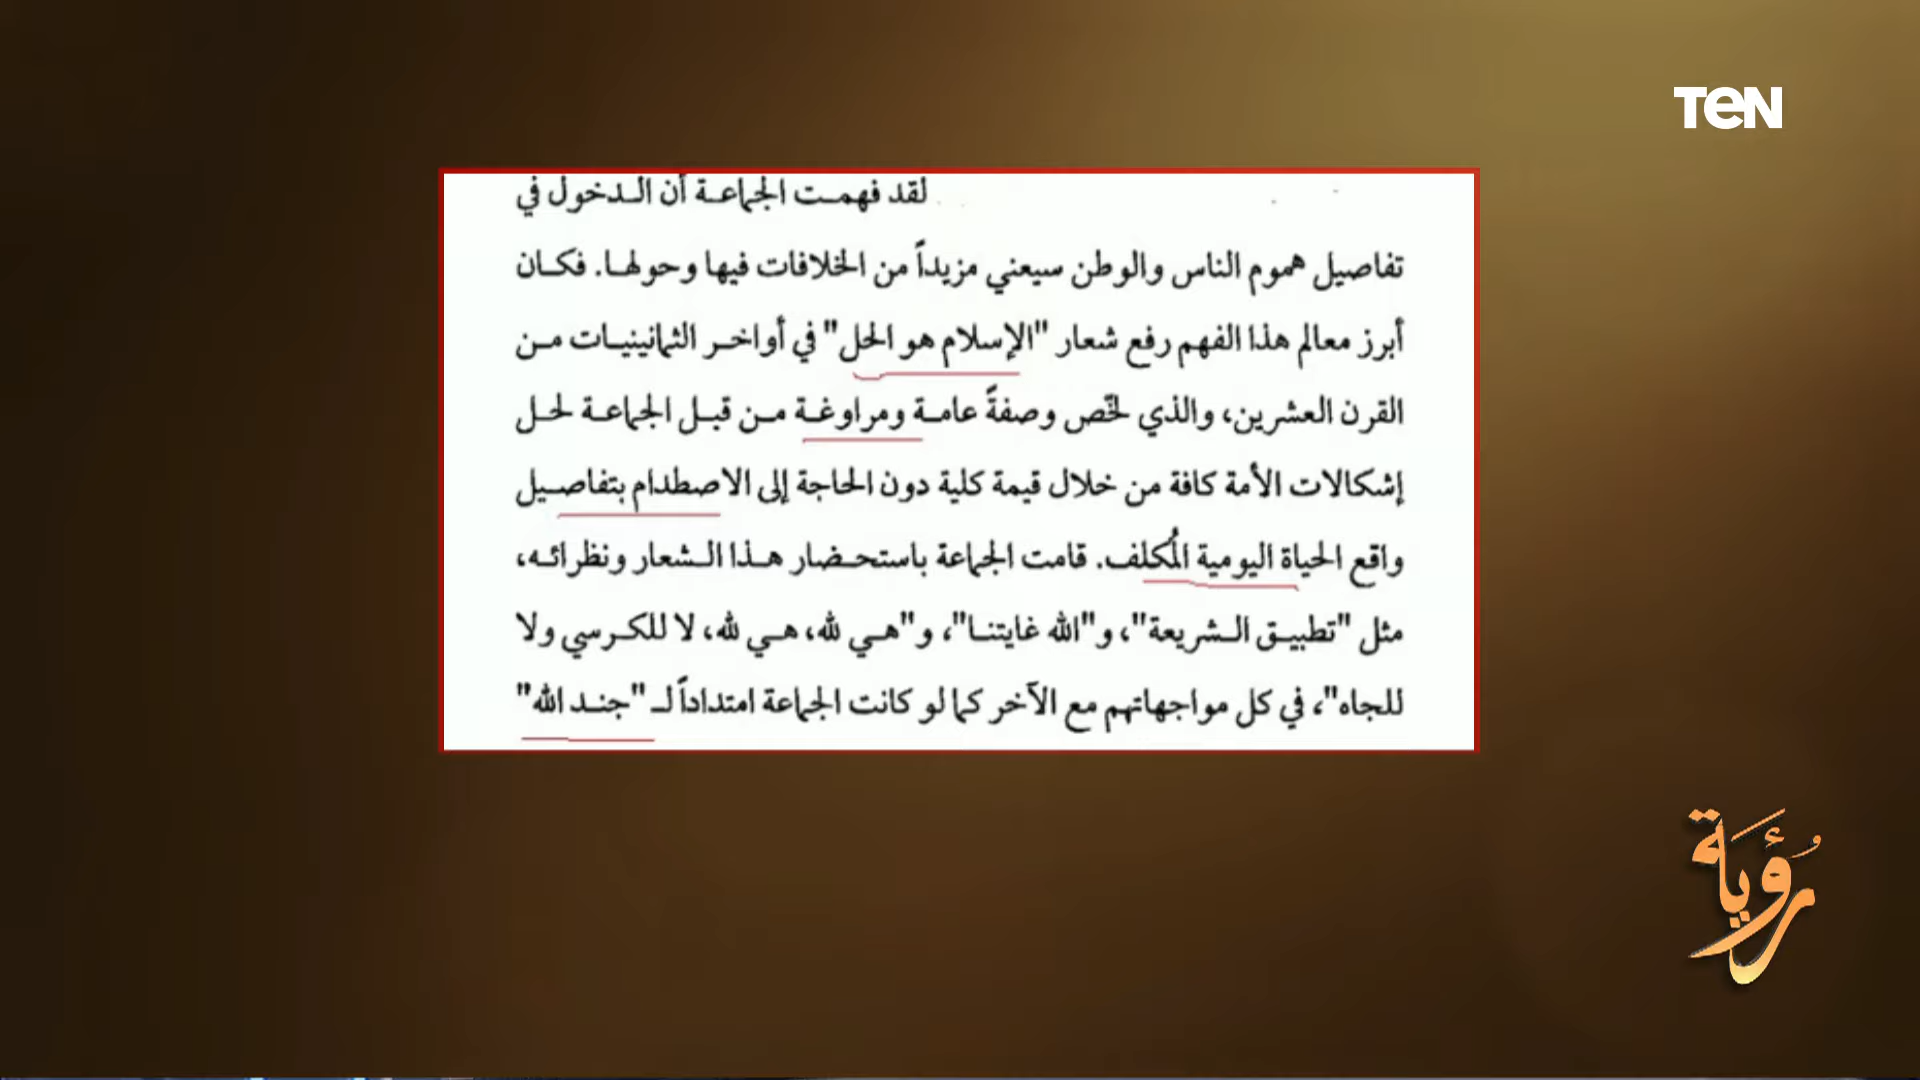 TEN
لقد فهمت الجماعة أن الدخول في
تفاصيل هموم الناس والوطن سيعني مزيداً من الخلافات فيها وحولها. فكان
أبرز معالم هذا الفهم رفع شعار "الإسلام هو الحل" في أواخر الثمانينيات من
القرن العشرين، والذي لخّص وصفةً عامة ومراوغة من قبل الجماعة لحل
إشكالات الأمة كافة من خلال قيمة كلية دون الحاجة إلى الاصطدام بتفاصيل
واقع الحياة اليومية المُكلف. قامت الجماعة باستحضار هذا الشعار ونظرائه،
مثل "تطبيق الشريعة"، و"الله غايتنا"، و"هي لله، هي لله، لا للكرسي ولا
للجاه"، في كل مواجهاتهم مع الآخر كما لو كانت الجماعة امتداداً لـ "جند الله"
رُؤية